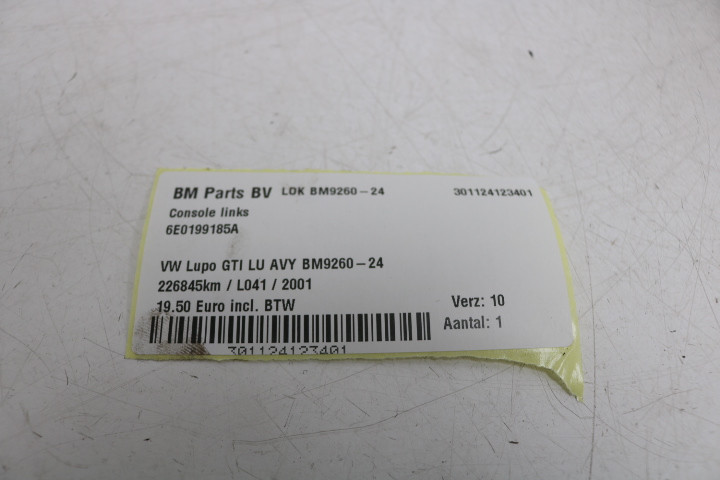 BM Parts BV LDK BM9260-24 301124123401
Console links
6E0199185A
VW Lupo GTI LU AVY BM9260-24
226845km / L041 / 2001
19.50 Euro incl. BTW Verz: 10
Aantal: 1
301124123401